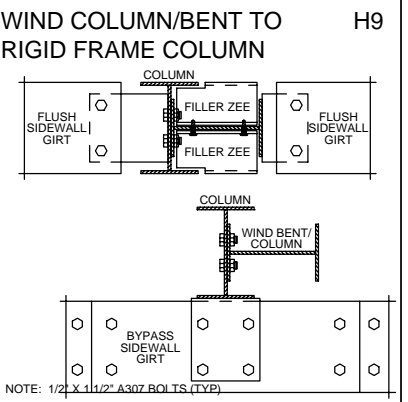 WIND COLUMN/BENT TO H9
RIGID FRAME COLUMN
COLUMN
FLUSH
SIDEWALL
GIRT
FILLER ZEE
FILLER ZEE
FLUSH
SIDEWALL
GIRT
COLUMN
WIND BENT/
COLUMN
BYPASS
SIDEWALL
GIRT
NOTE: 1/2" X 1 1/2" A307 BOLTS (TYP)